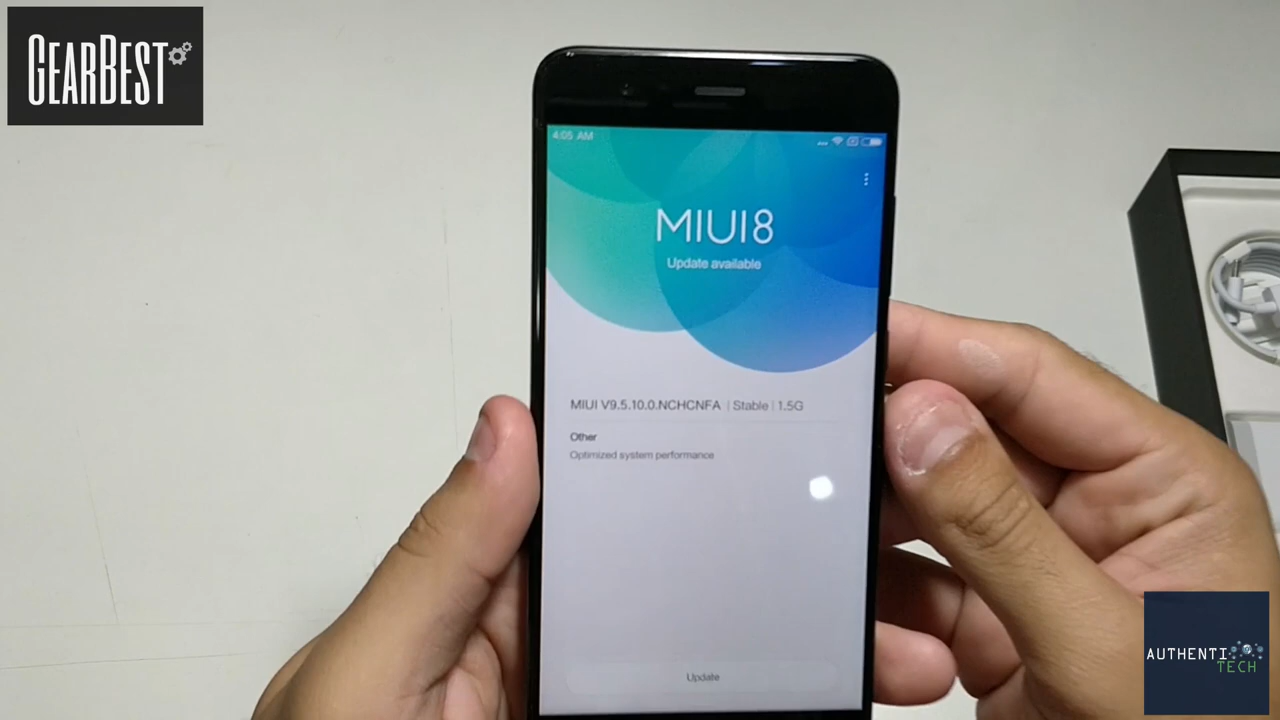 GEARBEST
4:05 AM
MIUI8
Update available
MIUI V9.5.10.0.NCHCNFA | Stable | 1.5G
Other
Optimized system performance
Update
AUTHENTI
TECH